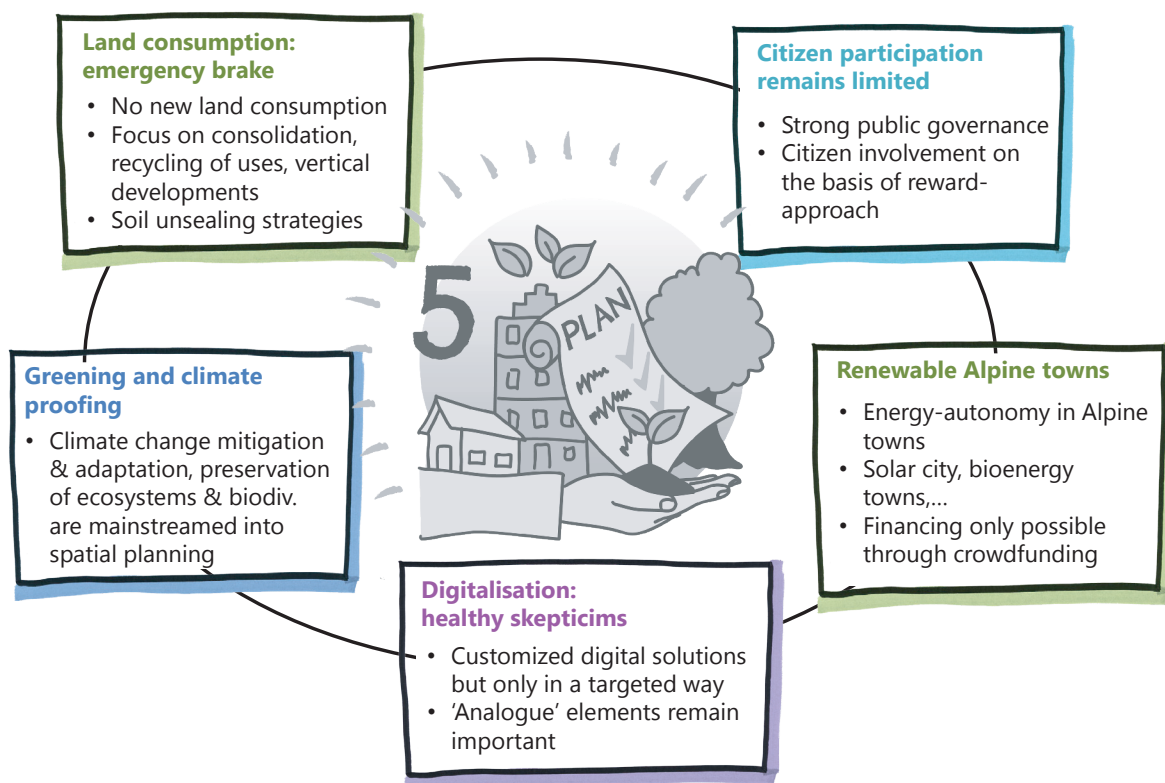 Land consumption:
emergency brake
• No new land consumption
• Focus on consolidation,
recycling of uses, vertical
developments
• Soil unsealing strategies
Citizen participation
remains limited
• Strong public governance
• Citizen involvement on
the basis of reward-
approach
5
PLAN
Greening and climate
proofing
• Climate change mitigation
& adaptation, preservation
of ecosystems & biodiv.
are mainstreamed into
spatial planning
Renewable Alpine towns
• Energy-autonomy in Alpine
towns
• Solar city, bioenergy
towns,...
• Financing only possible
through crowdfunding
Digitalisation:
healthy skepticims
• Customized digital solutions
but only in a targeted way
• ‘Analogue’ elements remain
important